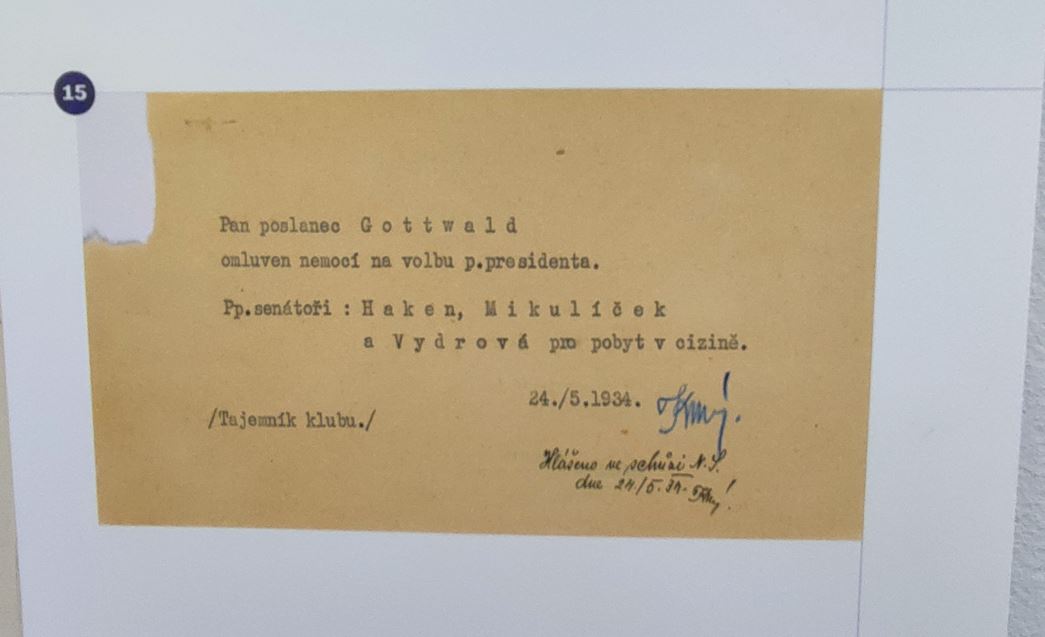 15
Pan poslanec G o t t w a l d
omluven nemocí na volbu p.presidenta.
Pp.senátoři : H a k e n, M i k u l í č e k
a V y d r o v á pro pobyt v cizině.
24./5.1934.
/Tajemník klubu./
Hlášeno ve schůzi N.S.
dne 24/5.34.